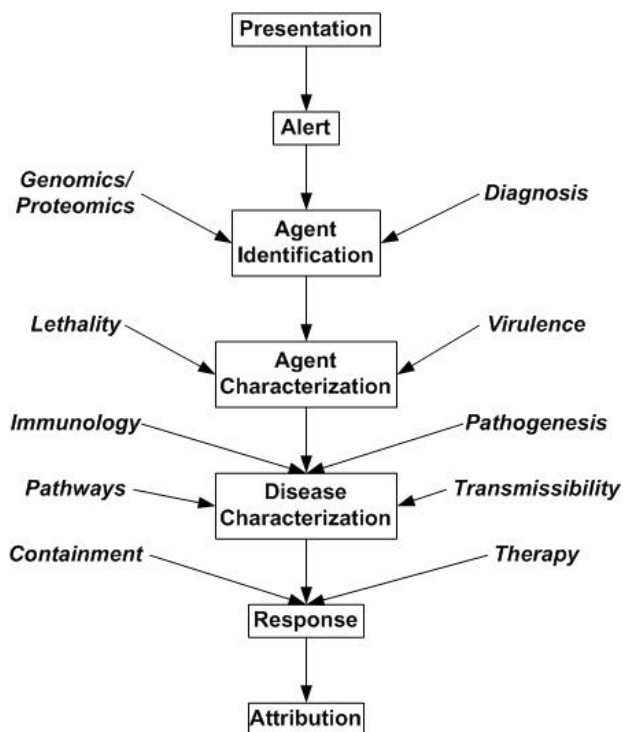 Presentation
Alert
Genomics/
Proteomics
Diagnosis
Agent
Identification
Lethality
Virulence
Agent
Characterization
Immunology
Pathogenesis
Pathways
Disease
Characterization
Transmissibility
Containment
Therapy
Response
Attribution